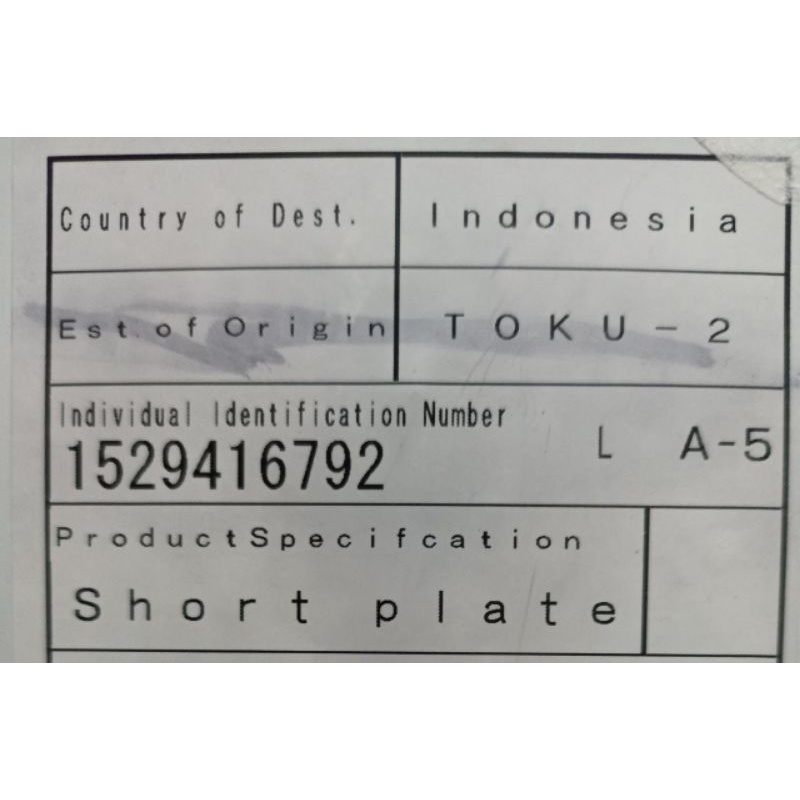 Country of Dest. Indonesia
Est. of Origin TOKU-2
Individual Identification Number
1529416792 L A-5
ProductSpecifcation
Short plate